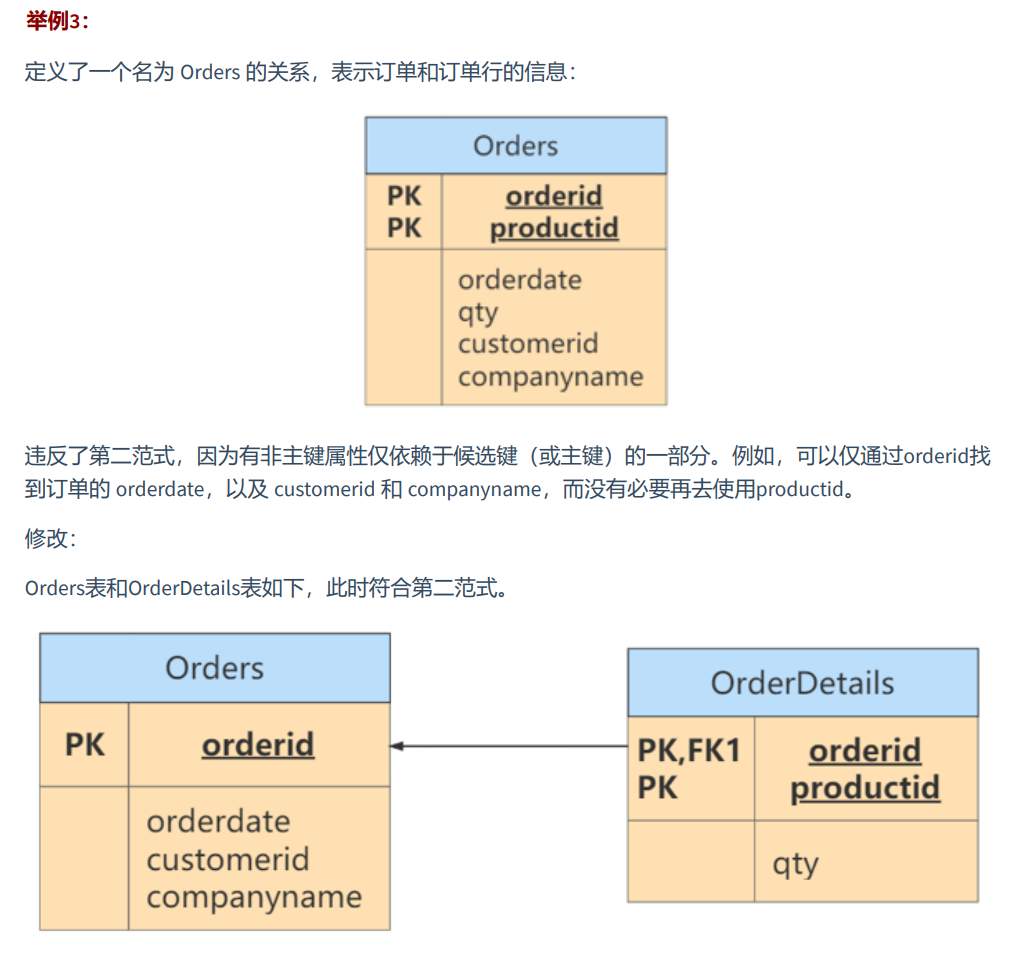 举例3：
定义了一个名为 Orders 的关系，表示订单和订单行的信息：
Orders
PK orderid
PK productid
orderdate
qty
customerid
companyname
违反了第二范式，因为有非主键属性仅依赖于候选键（或主键）的一部分。例如，可以仅通过orderid找
到订单的 orderdate，以及 customerid 和 companyname，而没有必要再去使用productid。
修改：
Orders表和OrderDetails表如下，此时符合第二范式。
Orders
PK orderid
orderdate
customerid
companyname
OrderDetails
PK,FK1 orderid
PK productid
qty